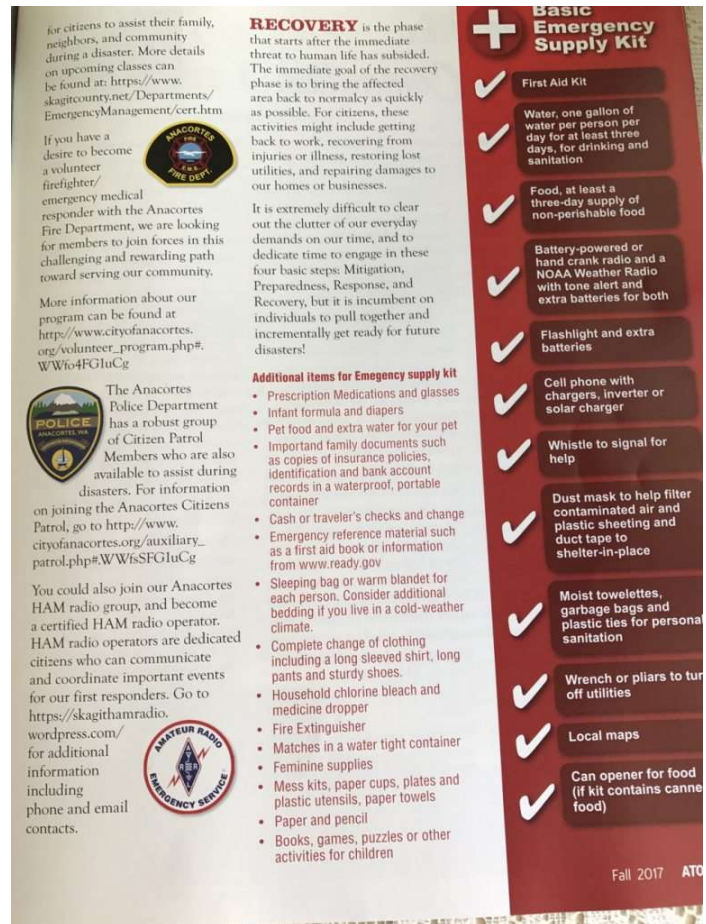 for citizens to assist their family,
neighbors, and community
during a disaster. More details
on upcoming classes can
be found at: https://www.
skagitcounty.net/Departments/
EmergencyManagement/cert.htm
If you have a
desire to become
a volunteer
firefighter/
emergency medical
responder with the Anacortes
Fire Department, we are looking
for members to join forces in this
challenging and rewarding path
toward serving our community.
ANACORTES
FIRE
E.M.S.
FIRE DEPT.
More information about our
program can be found at
http://www.cityofanacortes.
org/volunteer_program.php#.
WWfo4FG1uCg
POLICE
ANACORTES, WA
The Anacortes
Police Department
has a robust group
of Citizen Patrol
Members who are also
available to assist during
disasters. For information
on joining the Anacortes Citizens
Patrol, go to http://www.
cityofanacortes.org/auxiliary_
patrol.php#.WWfsSFG1uCg
You could also join our Anacortes
HAM radio group, and become
a certified HAM radio operator.
HAM radio operators are dedicated
citizens who can communicate
and coordinate important events
for our first responders. Go to
https://skagithamradio.
wordpress.com/
for additional
information
including
phone and email
contacts.
AMATEUR RADIO
EMERGENCY SERVICE
RECOVERY is the phase
that starts after the immediate
threat to human life has subsided.
The immediate goal of the recovery
phase is to bring the affected
area back to normalcy as quickly
as possible. For citizens, these
activities might include getting
back to work, recovering from
injuries or illness, restoring lost
utilities, and repairing damages to
our homes or businesses.
It is extremely difficult to clear
out the clutter of our everyday
demands on our time, and to
dedicate time to engage in these
four basic steps: Mitigation,
Preparedness, Response, and
Recovery, but it is incumbent on
individuals to pull together and
incrementally get ready for future
disasters!
Additional items for Emegency supply kit
• Prescription Medications and glasses
• Infant formula and diapers
• Pet food and extra water for your pet
• Importand family documents such
as copies of insurance policies,
identification and bank account
records in a waterproof, portable
container
• Cash or traveler's checks and change
• Emergency reference material such
as a first aid book or information
from www.ready.gov
• Sleeping bag or warm blandet for
each person. Consider additional
bedding if you live in a cold-weather
climate.
• Complete change of clothing
including a long sleeved shirt, long
pants and sturdy shoes.
• Household chlorine bleach and
medicine dropper
• Fire Extinguisher
• Matches in a water tight container
• Feminine supplies
• Mess kits, paper cups, plates and
plastic utensils, paper towels
• Paper and pencil
• Books, games, puzzles or other
activities for children
Basic
Emergency
Supply Kit
First Aid Kit
Water, one gallon of
water per person per
day for at least three
days, for drinking and
sanitation
Food, at least a
three-day supply of
non-perishable food
Battery-powered or
hand crank radio and a
NOAA Weather Radio
with tone alert and
extra batteries for both
Flashlight and extra
batteries
Cell phone with
chargers, inverter or
solar charger
Whistle to signal for
help
Dust mask to help filter
contaminated air and
plastic sheeting and
duct tape to
shelter-in-place
Moist towelettes,
garbage bags and
plastic ties for personal
sanitation
Wrench or pliars to tur
off utilities
Local maps
Can opener for food
(if kit contains canne
food)
Fall 2017 ATO